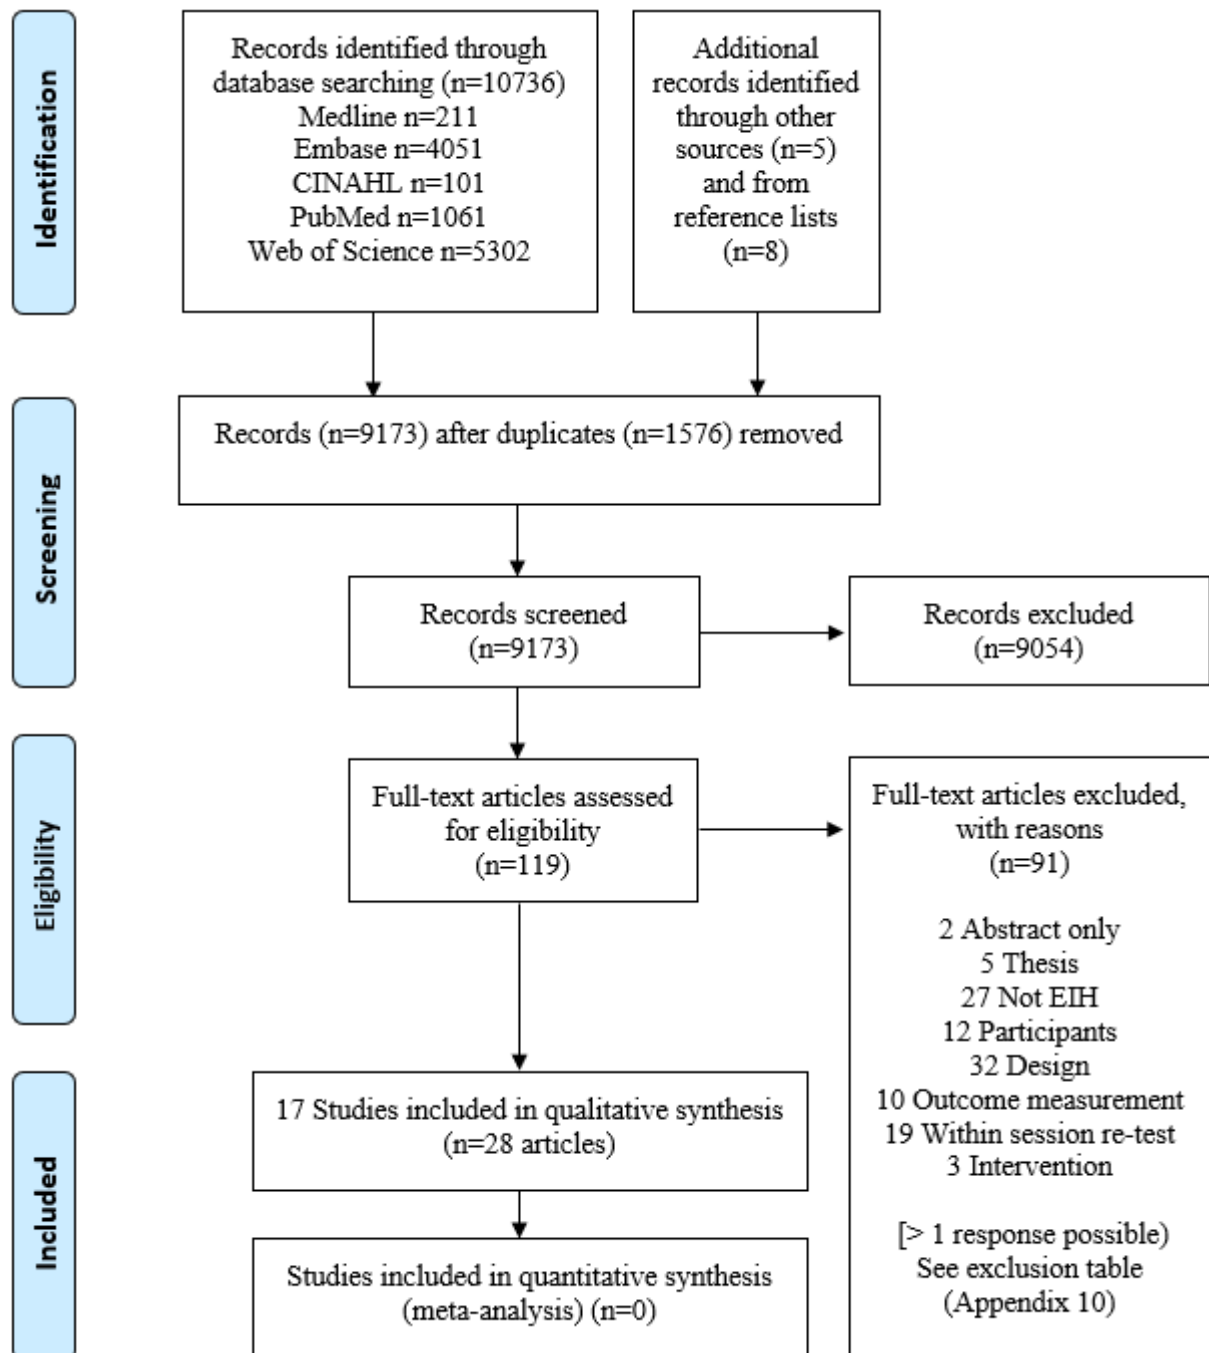 Identification
Records identified through
database searching (n=10736)
Medline n=211
Embase n=4051
CINAHL n=101
PubMed n=1061
Web of Science n=5302
Additional
records identified
through other
sources (n=5)
and from
reference lists
(n=8)
Screening
Records (n=9173) after duplicates (n=1576) removed
Records screened
(n=9173)
Records excluded
(n=9054)
Eligibility
Full-text articles assessed
for eligibility
(n=119)
Full-text articles excluded,
with reasons
(n=91)
2 Abstract only
5 Thesis
27 Not EIH
12 Participants
32 Design
10 Outcome measurement
19 Within session re-test
3 Intervention
[> 1 response possible)
See exclusion table
(Appendix 10)
Included
17 Studies included in qualitative synthesis
(n=28 articles)
Studies included in quantitative synthesis
(meta-analysis) (n=0)